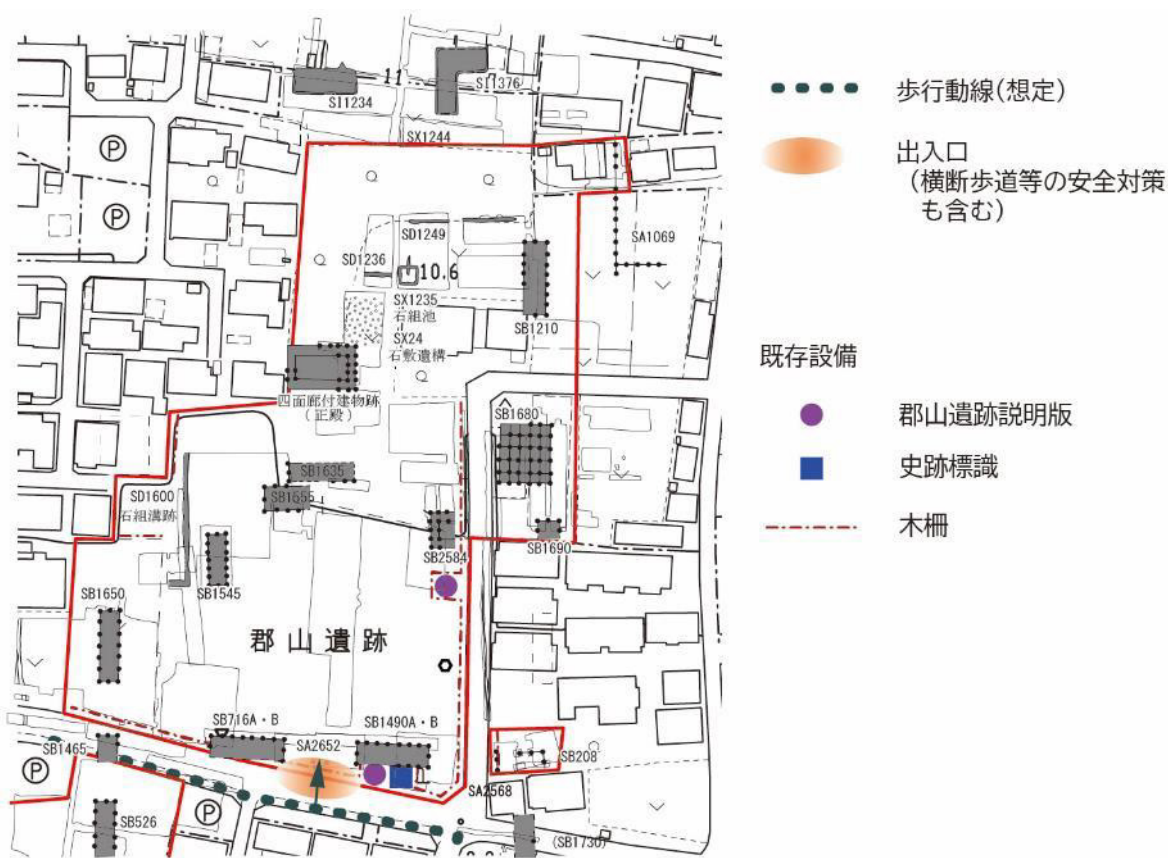 11
SI1234
SI1376
SX1244
P
P
SD1249
SA1069
SD1236
10.6
SX1235
石組池
SB1210
SX24
石敷遺構
四面廂付建物跡
(正殿)
SB1680
SB1635
SB1555
SD1600
石組溝跡
SB1545
SB2584
SB1690
SB1650
郡山遺跡
SB716A・B
SB1490A・B
SB1465
SA2652
SB208
SA2568
P
P
SB526
(SB1730)
歩行動線(想定)
出入口
(横断歩道等の安全対策
も含む)
既存設備
郡山遺跡説明版
史跡標識
木柵